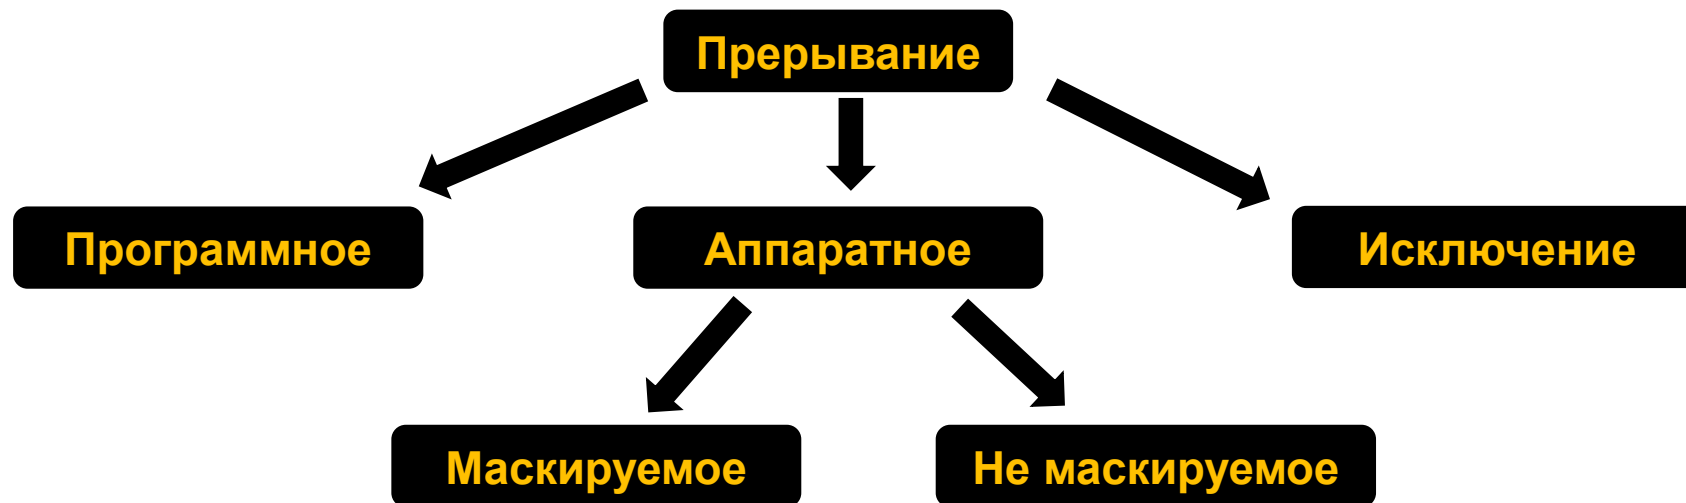 Прерывание
Программное
Аппаратное
Исключение
Маскируемое
Не маскируемое